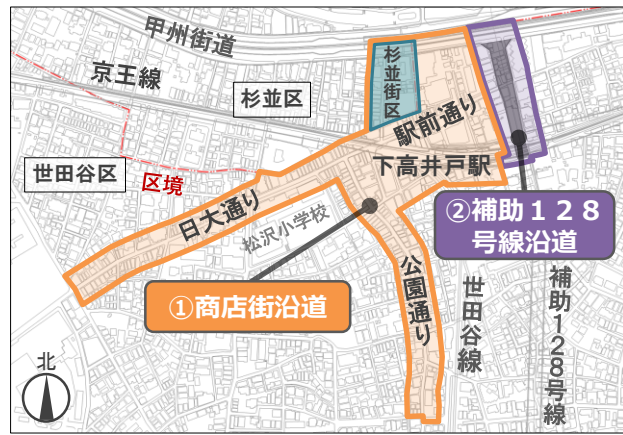 甲州街道
京王線
杉並区
杉並街区
駅前通り
世田谷区
区境
下高井戸駅
日大通り
松沢小学校
②補助１２８
号線沿道
①商店街沿道
公園通り
世田谷線
補助128号線
北